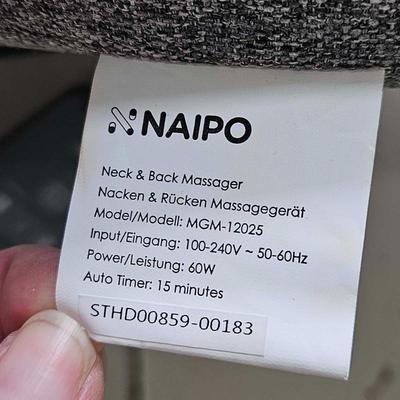 NAIPO
Neck & Back Massager
Nacken & Rücken Massagegerät
Model/Modell: MGM-12025
Input/Eingang: 100-240V ~ 50-60Hz
Power/Leistung: 60W
Auto Timer: 15 minutes
STHD00859-00183